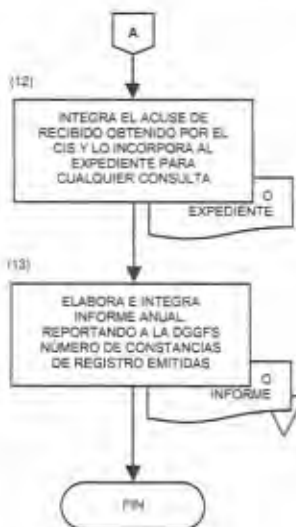 A
(12)
INTEGRA EL ACUSE DE
RECIBIDO OBTENIDO POR EL
CIS Y LO INCORPORA AL
EXPEDIENTE PARA
CUALQUIER CONSULTA
O
EXPEDIENTE
(13)
ELABORA E INTEGRA
INFORME ANUAL
REPORTANDO A LA DGGFS
NÚMERO DE CONSTANCIAS
DE REGISTRO EMITIDAS
O
INFORME
FIN